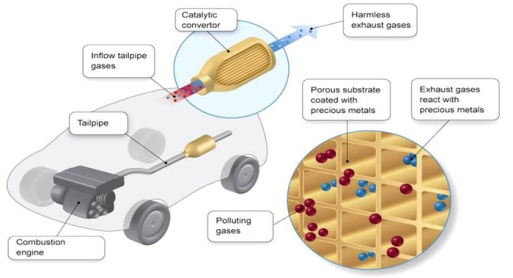 Catalytic
convertor
Harmless
exhaust gases
Inflow tailpipe
gases
Porous substrate
coated with
precious metals
Exhaust gases
react with
precious metals
Tailpipe
Polluting
gases
Combustion
engine